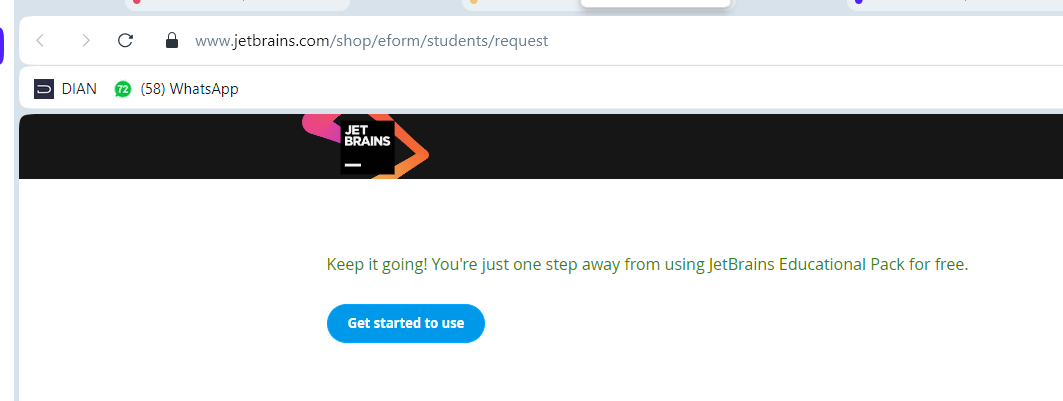 www.jetbrains.com/shop/eform/students/request
DIAN
72
(58) WhatsApp
JET
BRAINS
Keep it going! You're just one step away from using JetBrains Educational Pack for free.
Get started to use